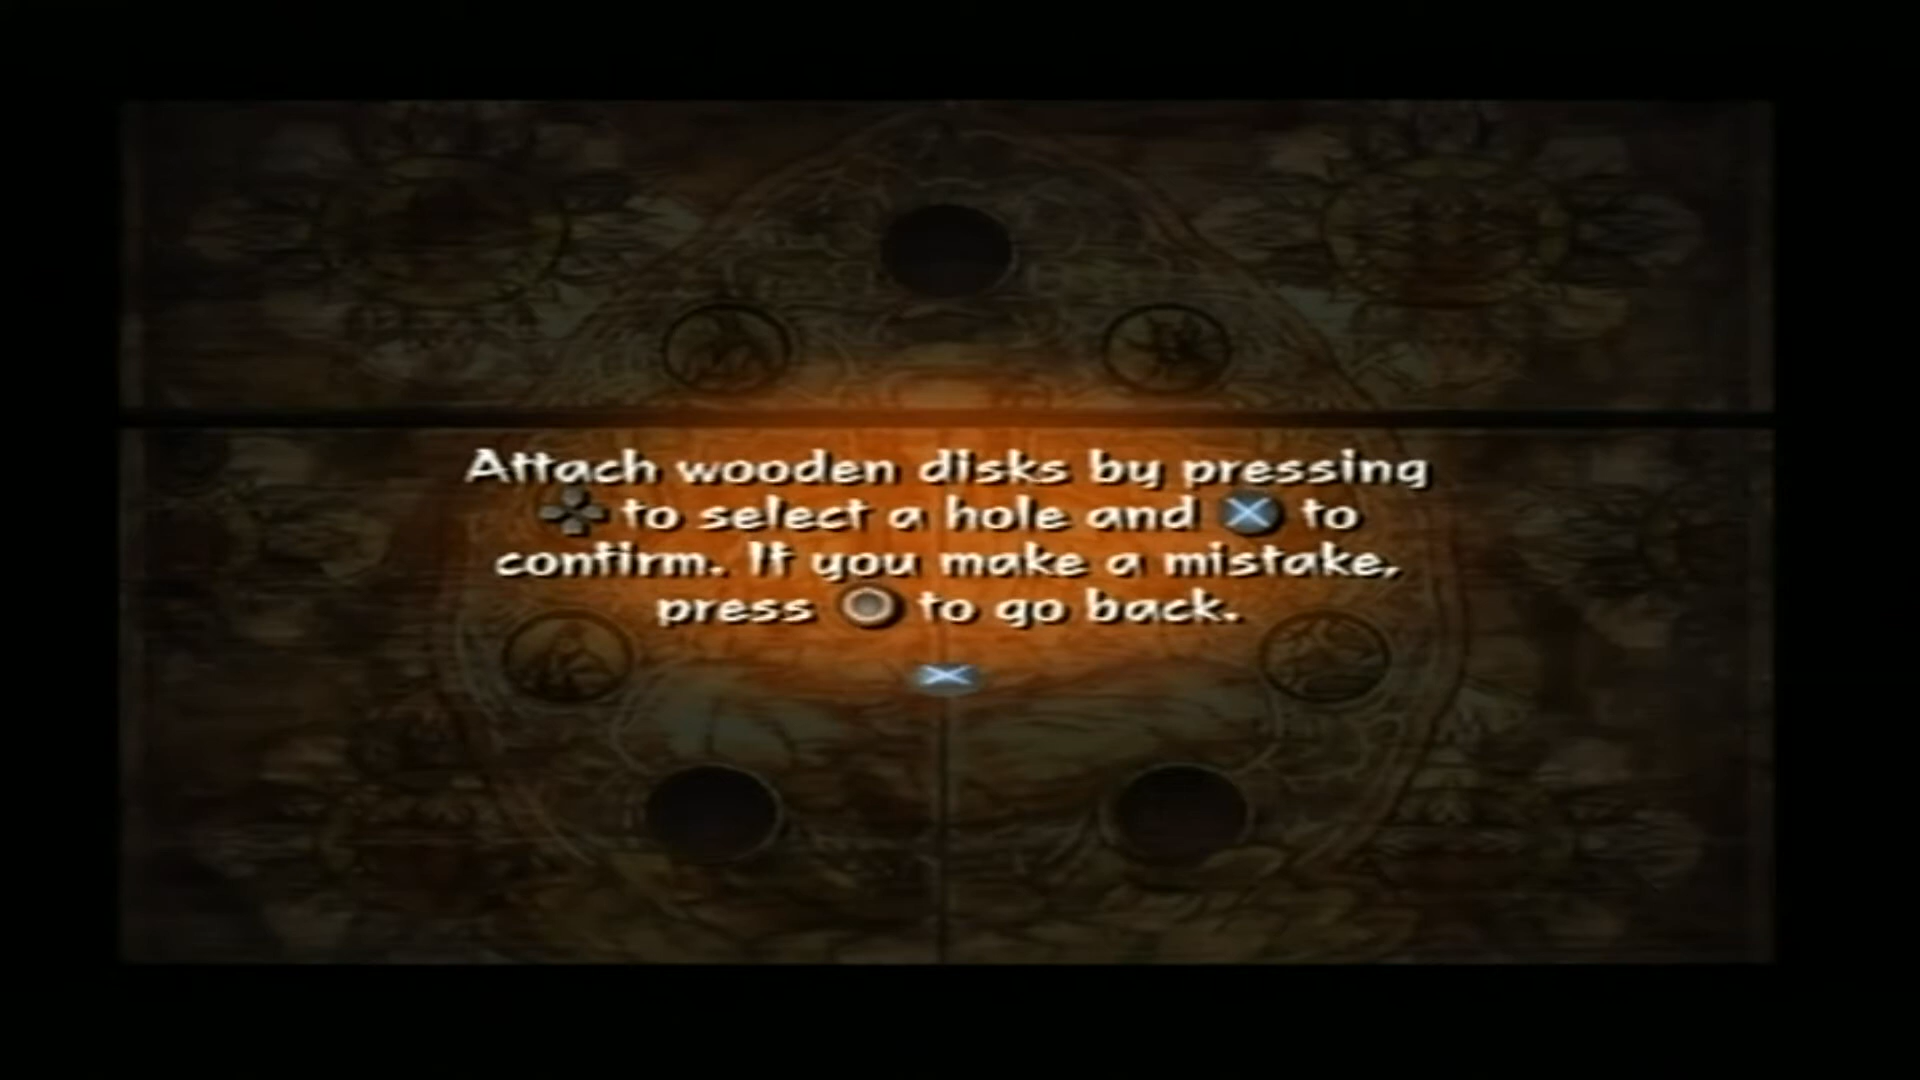 Attach wooden disks by pressing
to select a hole and to
confirm. If you make a mistake,
press to go back.